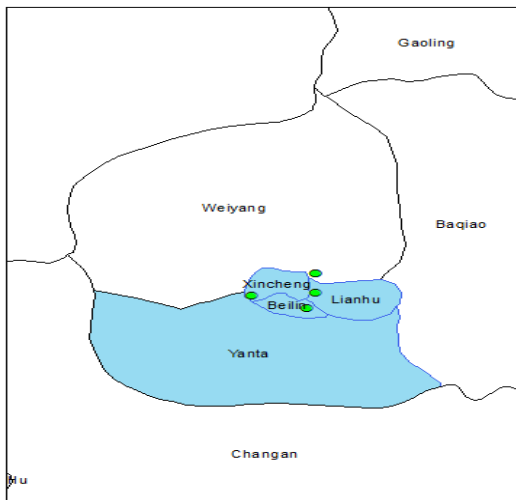 Gaoling
Weiyang
Baqiao
Xincheng
Lianhu
Beilin
Yanta
Changan
Hu